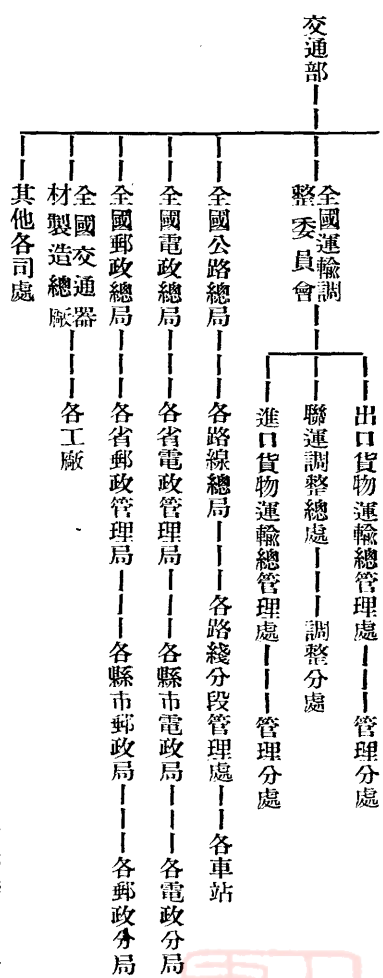 交通部
全國運輸調
整委員會
出口貨物運輸總管理處
管理分處
聯運調整總處
調整分處
進口貨物運輸總管理處
管理分處
全國公路總局
各路線總局
各路綫分段管理處
各車站
全國電政總局
各省電政管理局
各縣市電政局
各電政分局
全國郵政總局
各省郵政管理局
各縣市郵政局
各郵政分局
全國交通器
材製造總厰
各工廠
其他各司處